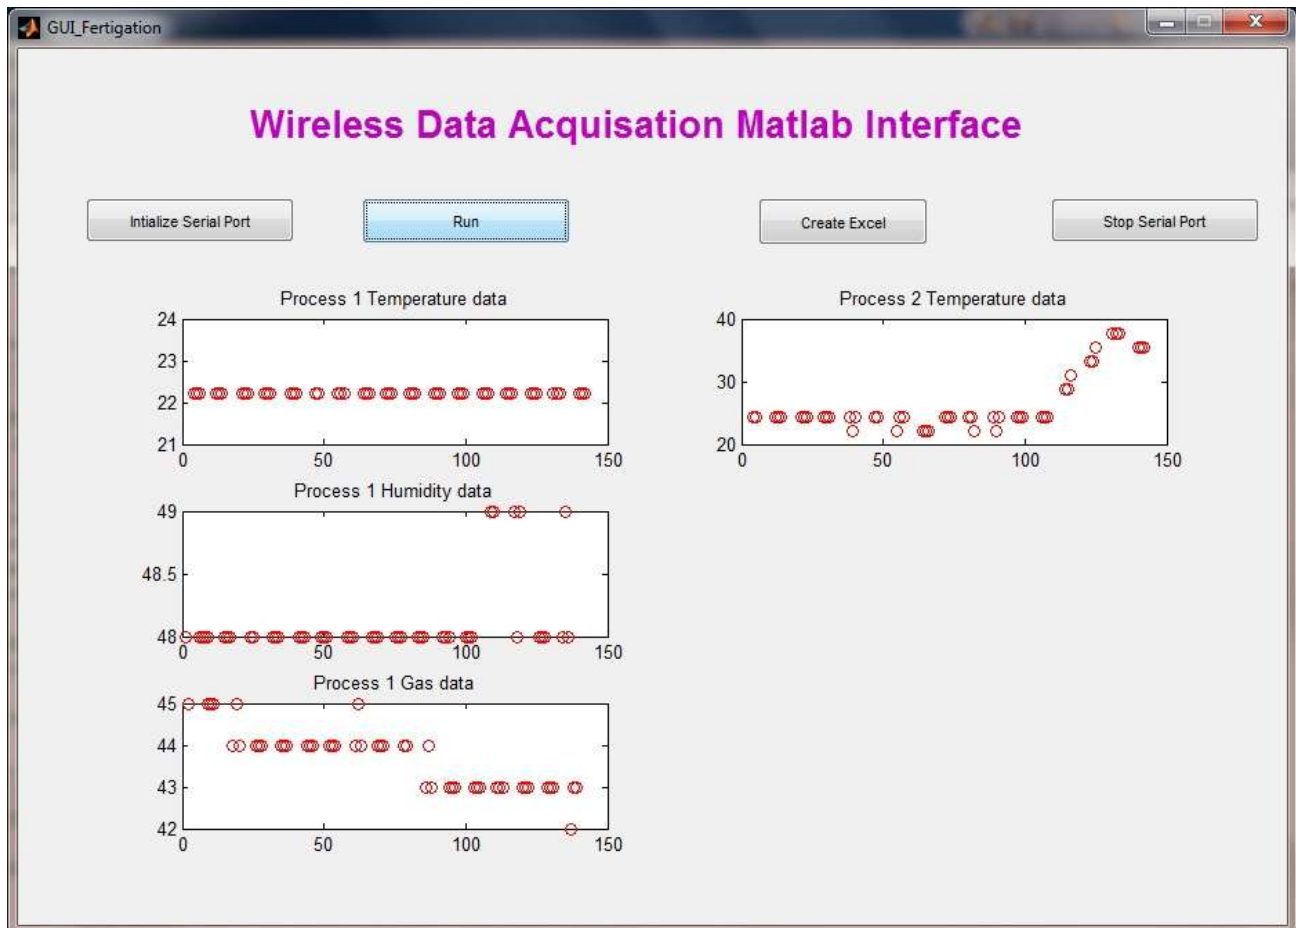 GUI_Fertigation
Wireless Data Acquisation Matlab Interface
Intialize Serial Port
Run
Create Excel
Stop Serial Port
Process 1 Temperature data
24
23
22
21
0 50 100 150
Process 2 Temperature data
40
30
20
0 50 100 150
Process 1 Humidity data
49
48.5
48
0 50 100 150
Process 1 Gas data
45
44
43
42
0 50 100 150